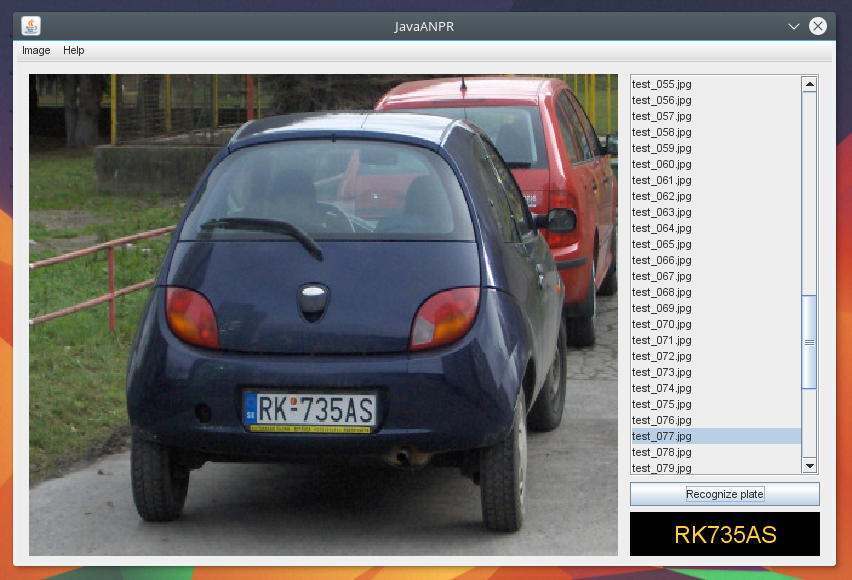 JavaANPR
Image Help
SK
RK-735AS
test_055.jpg
test_056.jpg
test_057.jpg
test_058.jpg
test_059.jpg
test_060.jpg
test_061.jpg
test_062.jpg
test_063.jpg
test_064.jpg
test_065.jpg
test_066.jpg
test_067.jpg
test_068.jpg
test_069.jpg
test_070.jpg
test_071.jpg
test_072.jpg
test_073.jpg
test_074.jpg
test_075.jpg
test_076.jpg
test_077.jpg
test_078.jpg
test_079.jpg
Recognize plate
RK735AS